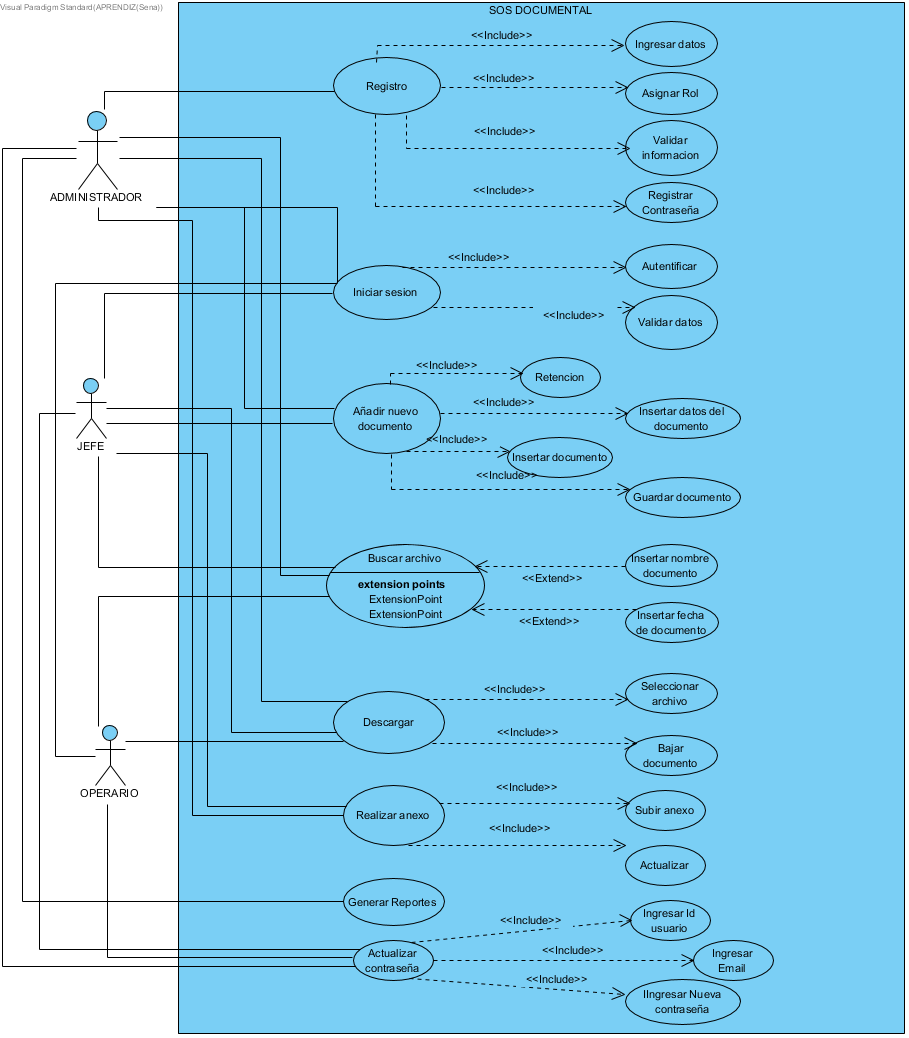 Visual Paradigm Standard(APRENDIZ(Sena))
SOS DOCUMENTAL
<<Include>>
Ingresar datos
Registro
<<Include>>
Asignar Rol
<<Include>>
Validar
informacion
<<Include>>
Registrar
Contraseña
ADMINISTRADOR
<<Include>>
Autentificar
Iniciar sesion
<<Include>>
Validar datos
<<Include>>
Retencion
<<Include>>
Insertar datos del
documento
Añadir nuevo
documento
<<Include>>
Insertar documento
<<Include>>
Guardar documento
JEFE
Buscar archivo
extension points
ExtensionPoint
ExtensionPoint
Insertar nombre
documento
<<Extend>>
Insertar fecha
de documento
<<Extend>>
<<Include>>
Seleccionar
archivo
Descargar
<<Include>>
Bajar
documento
OPERARIO
<<Include>>
Subir anexo
Realizar anexo
<<Include>>
Actualizar
Generar Reportes
<<Include>>
Ingresar Id
usuario
Actualizar
contraseña
<<Include>>
Ingresar
Email
<<Include>>
IIngresar Nueva
contraseña